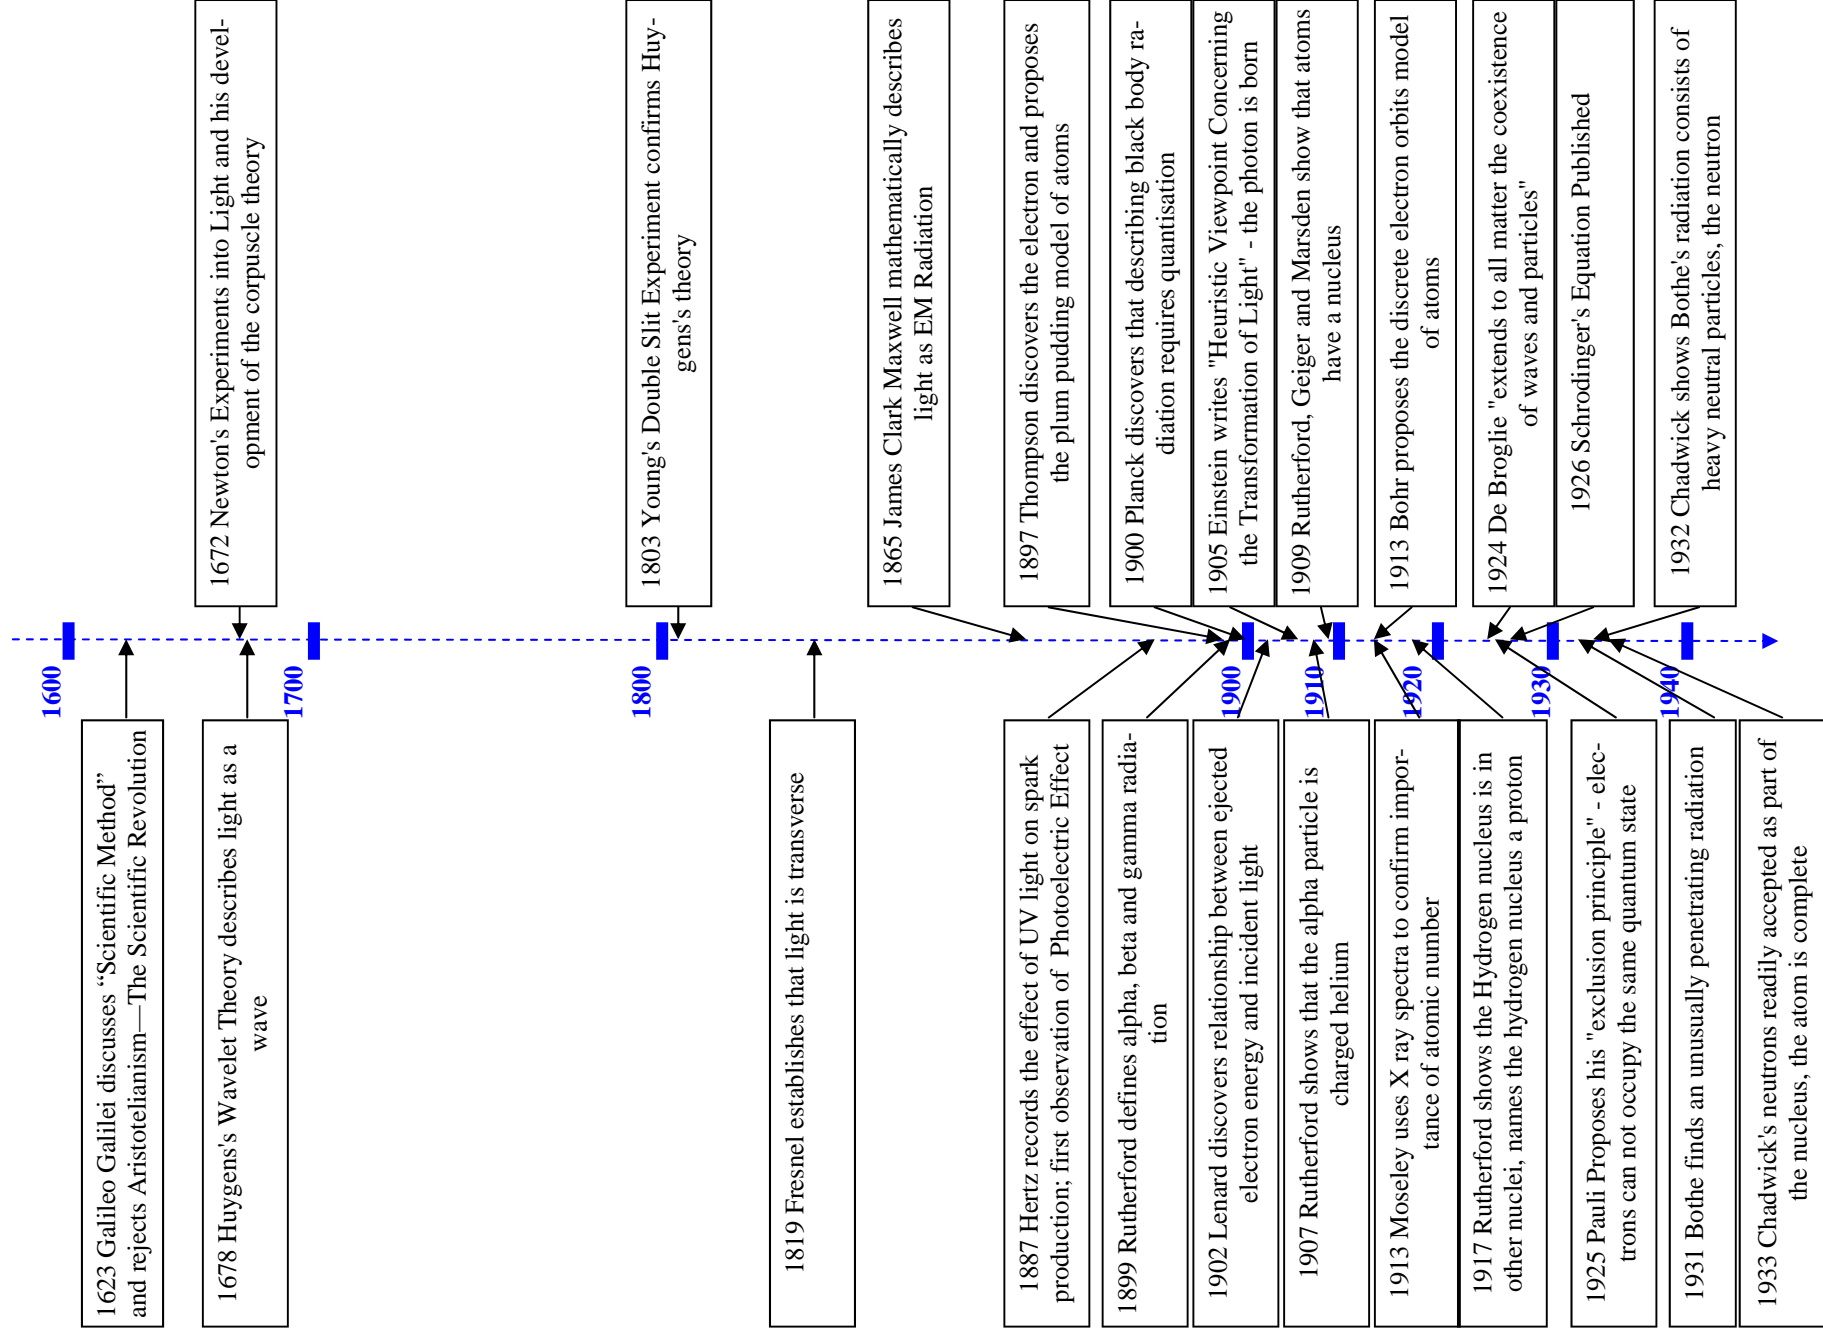 1672 Newton's Experiments into Light and his devel-
opment of the corpuscle theory
1803 Young's Double Slit Experiment confirms Huy-
gens's theory
1865 James Clark Maxwell mathematically describes
light as EM Radiation
1897 Thompson discovers the electron and proposes
the plum pudding model of atoms
1900 Planck discovers that describing black body ra-
diation requires quantisation
1905 Einstein writes "Heuristic Viewpoint Concerning
the Transformation of Light" - the photon is born
1909 Rutherford, Geiger and Marsden show that atoms
have a nucleus
1913 Bohr proposes the discrete electron orbits model
of atoms
1924 De Broglie "extends to all matter the coexistence
of waves and particles"
1926 Schrodinger's Equation Published
1932 Chadwick shows Bothe's radiation consists of
heavy neutral particles, the neutron
1600
1700
1800
1900
1910
1920
1930
1940
1623 Galileo Galilei discusses “Scientific Method”
and rejects Aristotelianism—The Scientific Revolution
1678 Huygens's Wavelet Theory describes light as a
wave
1819 Fresnel establishes that light is transverse
1887 Hertz records the effect of UV light on spark
production; first observation of Photoelectric Effect
1899 Rutherford defines alpha, beta and gamma radia-
tion
1902 Lenard discovers relationship between ejected
electron energy and incident light
1907 Rutherford shows that the alpha particle is
charged helium
1913 Moseley uses X ray spectra to confirm impor-
tance of atomic number
1917 Rutherford shows the Hydrogen nucleus is in
other nuclei, names the hydrogen nucleus a proton
1925 Pauli Proposes his "exclusion principle" - elec-
trons can not occupy the same quantum state
1931 Bothe finds an unusually penetrating radiation
1933 Chadwick's neutrons readily accepted as part of
the nucleus, the atom is complete